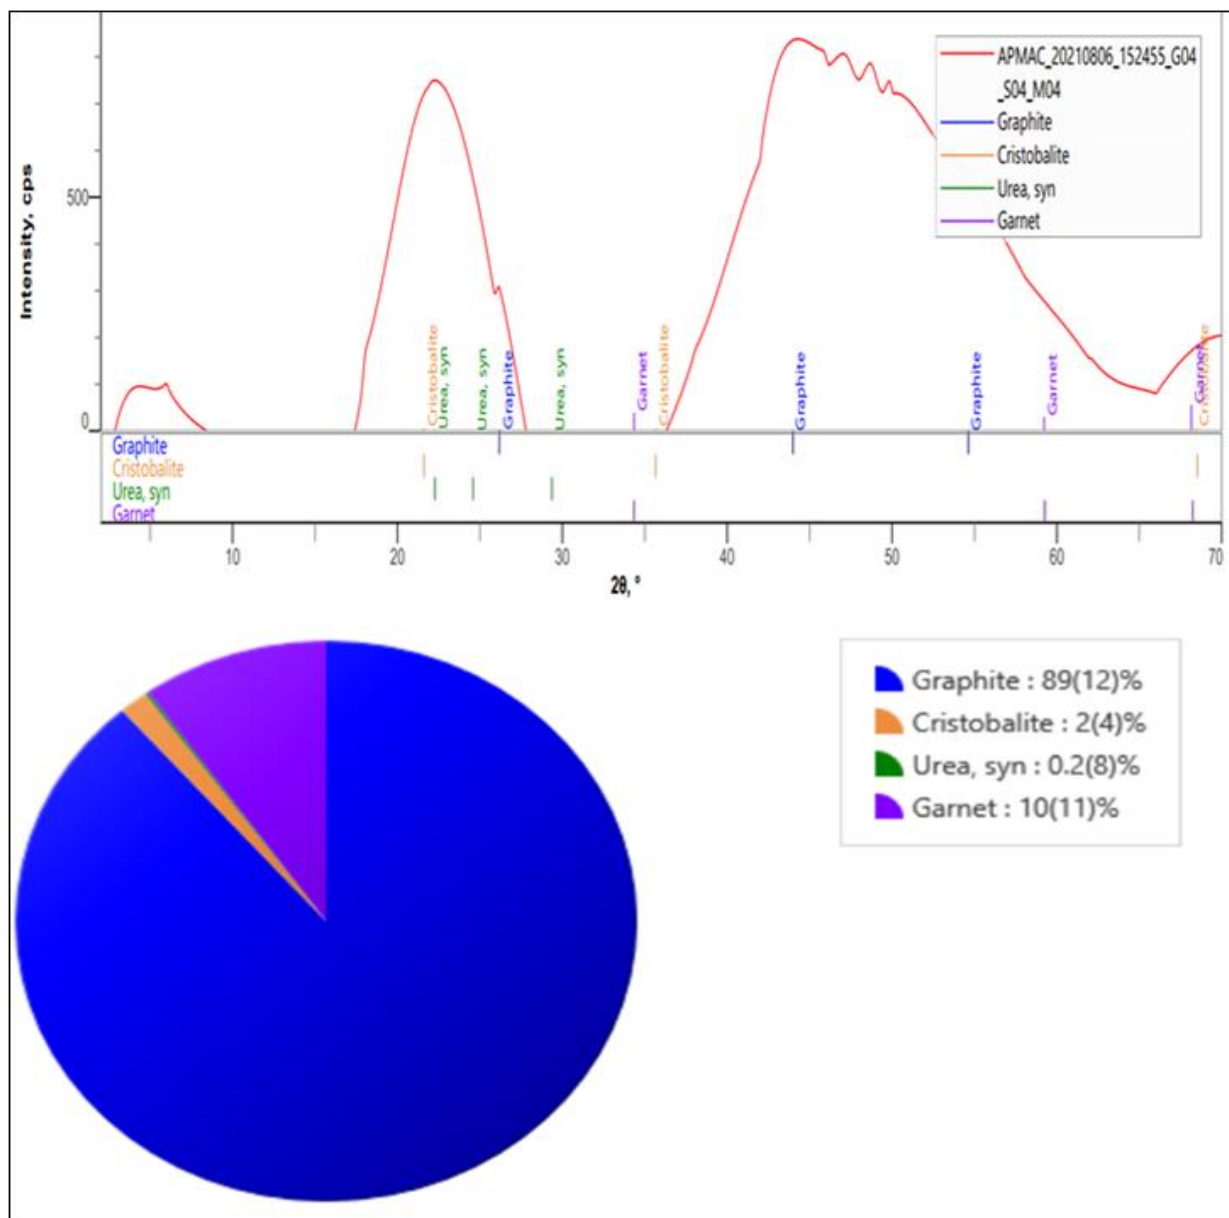 Intensity, cps
500
0
APMAC_20210806_152455_G04
_S04_M04
Graphite
Cristobalite
Urea, syn
Garnet
Cristobalite
Urea, syn
Urea, syn
Graphite
Urea, syn
Garnet
Cristobalite
Graphite
Graphite
Garnet
Garnet
Cristobalite
Graphite
Cristobalite
Urea, syn
Garnet
10
20
30
40
50
60
70
2θ, °
Graphite : 89(12)%
Cristobalite : 2(4)%
Urea, syn : 0.2(8)%
Garnet : 10(11)%